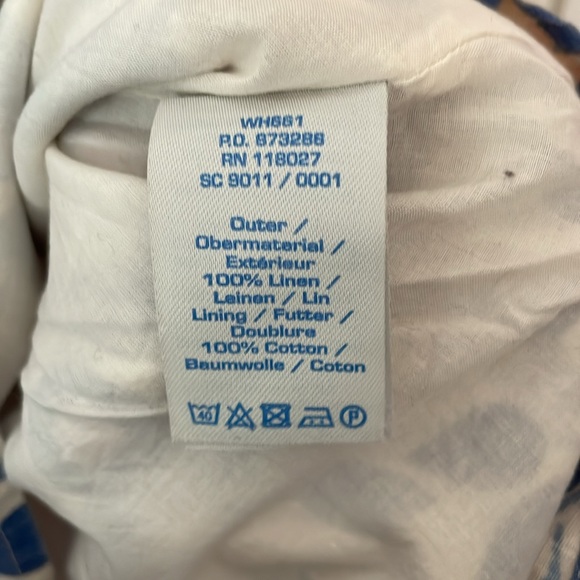 WH661
P.O. 873286
RN 118027
SC 9011 / 0001
Outer /
Obermaterial /
Extérieur
100% Linen /
Leinen / Lin
Lining / Futter /
Doublure
100% Cotton /
Baumwolle / Coton
40 P